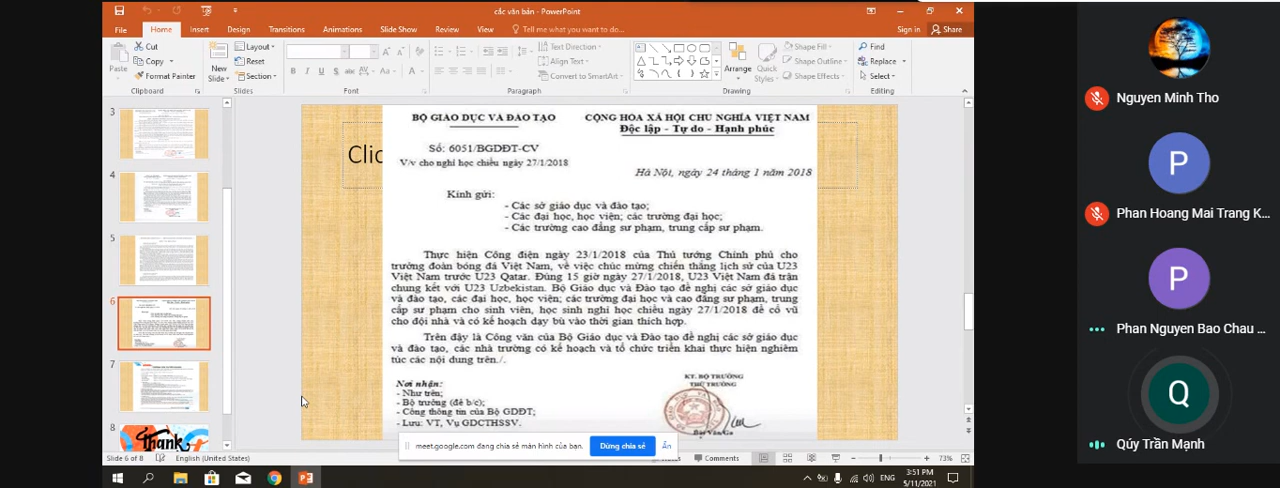 cắc văn bản - PowerPoint
File Home Insert Design Transitions Animations Slide Show Review View Tell me what you want to do... Sign in Share
Cut
Copy
Format Painter
Paste
Clipboard
New Slide
Layout
Reset
Section
Slides
Font
Text Direction
Align Text
Convert to SmartArt
Paragraph
Arrange
Quick Styles
Shape Fill
Shape Outline
Shape Effects
Drawing
Find
Replace
Select
Editing
3
4
5
6
7
8
Thank
Clic
BỘ GIAO DỤC VÀ ĐÀO TẠO
CỘNG HÒA XÃ HỘI CHỦ NGHĨA VIỆT NAM
Độc lập - Tự do - Hạnh phúc
Số: 6051/BGDĐT-CV
V/v cho nghỉ học chiều ngày 27/1/2018
Hà Nội, ngày 24 tháng 1 năm 2018
Kính gửi:
- Các sở giáo dục và đào tạo;
- Các đại học, học viện; các trường đại học;
- Các trường cao đẳng sư phạm, trung cấp sư phạm.
Thực hiện Công điện ngày 23/1/2018 của Thủ tướng Chính phủ cho
trưởng đoàn bóng đá Việt Nam, về việc chúc mừng chiến thắng lịch sử của U23
Việt Nam trước U23 Qatar. Đúng 15 giờ ngày 27/1/2018, U23 Việt Nam đá trận
chung kết với U23 Uzbekistan. Bộ Giáo dục và Đào tạo đề nghị các sở giáo dục
và đào tạo, các đại học, học viện; các trường đại học và cao đẳng sư phạm, trung
cấp sư phạm cho sinh viên, học sinh nghỉ học chiều ngày 27/1/2018 để cổ vũ
cho đội nhà và có kế hoạch dạy bù vào thời gian thích hợp.
Trên đây là Công văn của Bộ Giáo dục và Đào tạo đề nghị các sở giáo dục
và đào tạo, các nhà trường có kế hoạch và tổ chức triển khai thực hiện nghiêm
túc các nội dung trên./.
Nơi nhận:
- Như trên;
- Bộ trưởng (để b/c);
- Cổng thông tin của Bộ GDĐT;
- Lưu: VT, Vụ GDCTHSSV.
KT. BỘ TRƯỞNG
THỨ TRƯỞNG
Bùi Văn Ga
meet.google.com đang chia sẻ màn hình của bạn. Dừng chia sẻ Ẩn
Slide 6 of 8 English (United States) Comments 73%
ENG 3:51 PM
5/11/2021
Nguyen Minh Tho
P
Phan Hoang Mai Trang K...
P
Phan Nguyen Bao Chau ...
Q
Qúy Trần Mạnh